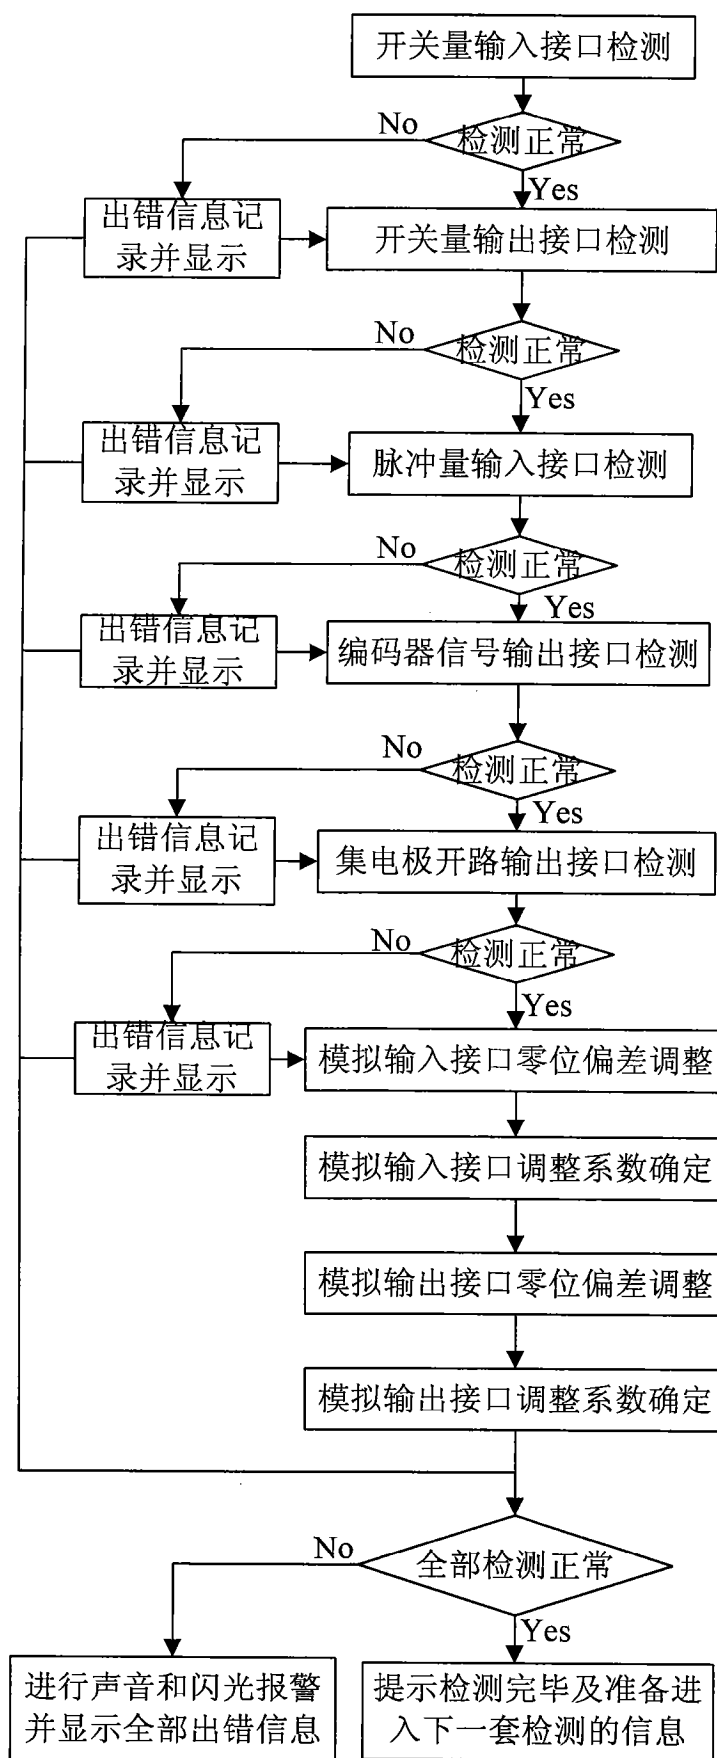 开关量输入接口检测
No
检测正常
Yes
出错信息记
录并显示
开关量输出接口检测
No
检测正常
Yes
出错信息记
录并显示
脉冲量输入接口检测
No
检测正常
Yes
出错信息记
录并显示
编码器信号输出接口检测
No
检测正常
Yes
出错信息记
录并显示
集电极开路输出接口检测
No
检测正常
Yes
出错信息记
录并显示
模拟输入接口零位偏差调整
模拟输入接口调整系数确定
模拟输出接口零位偏差调整
模拟输出接口调整系数确定
No
全部检测正常
Yes
进行声音和闪光报警
并显示全部出错信息
提示检测完毕及准备进
入下一套检测的信息